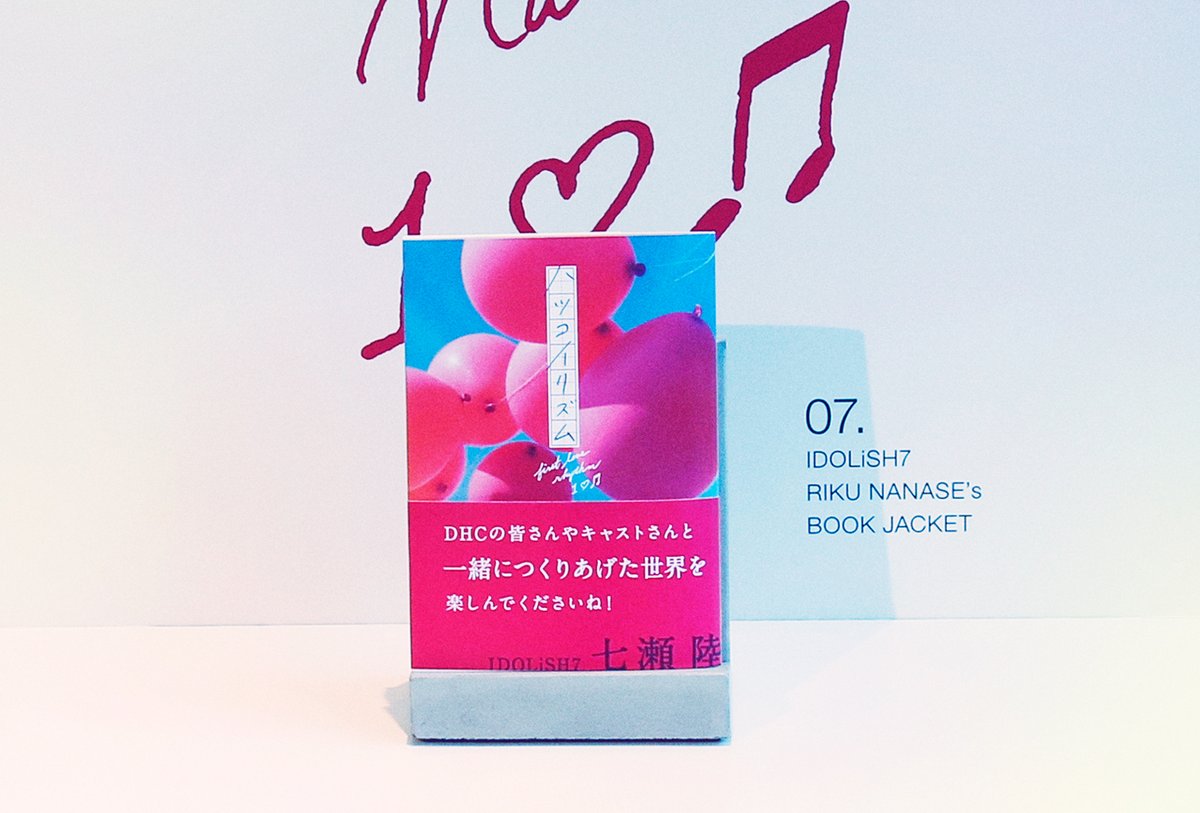 ハツコイリズム
first love
rhythm
1♡♫
DHCの皆さんやキャストさんと
一緒につくりあげた世界を
楽しんでくださいね!
IDOLiSH7 七瀬 陸
07.
IDOLiSH7
RIKU NANASE's
BOOK JACKET